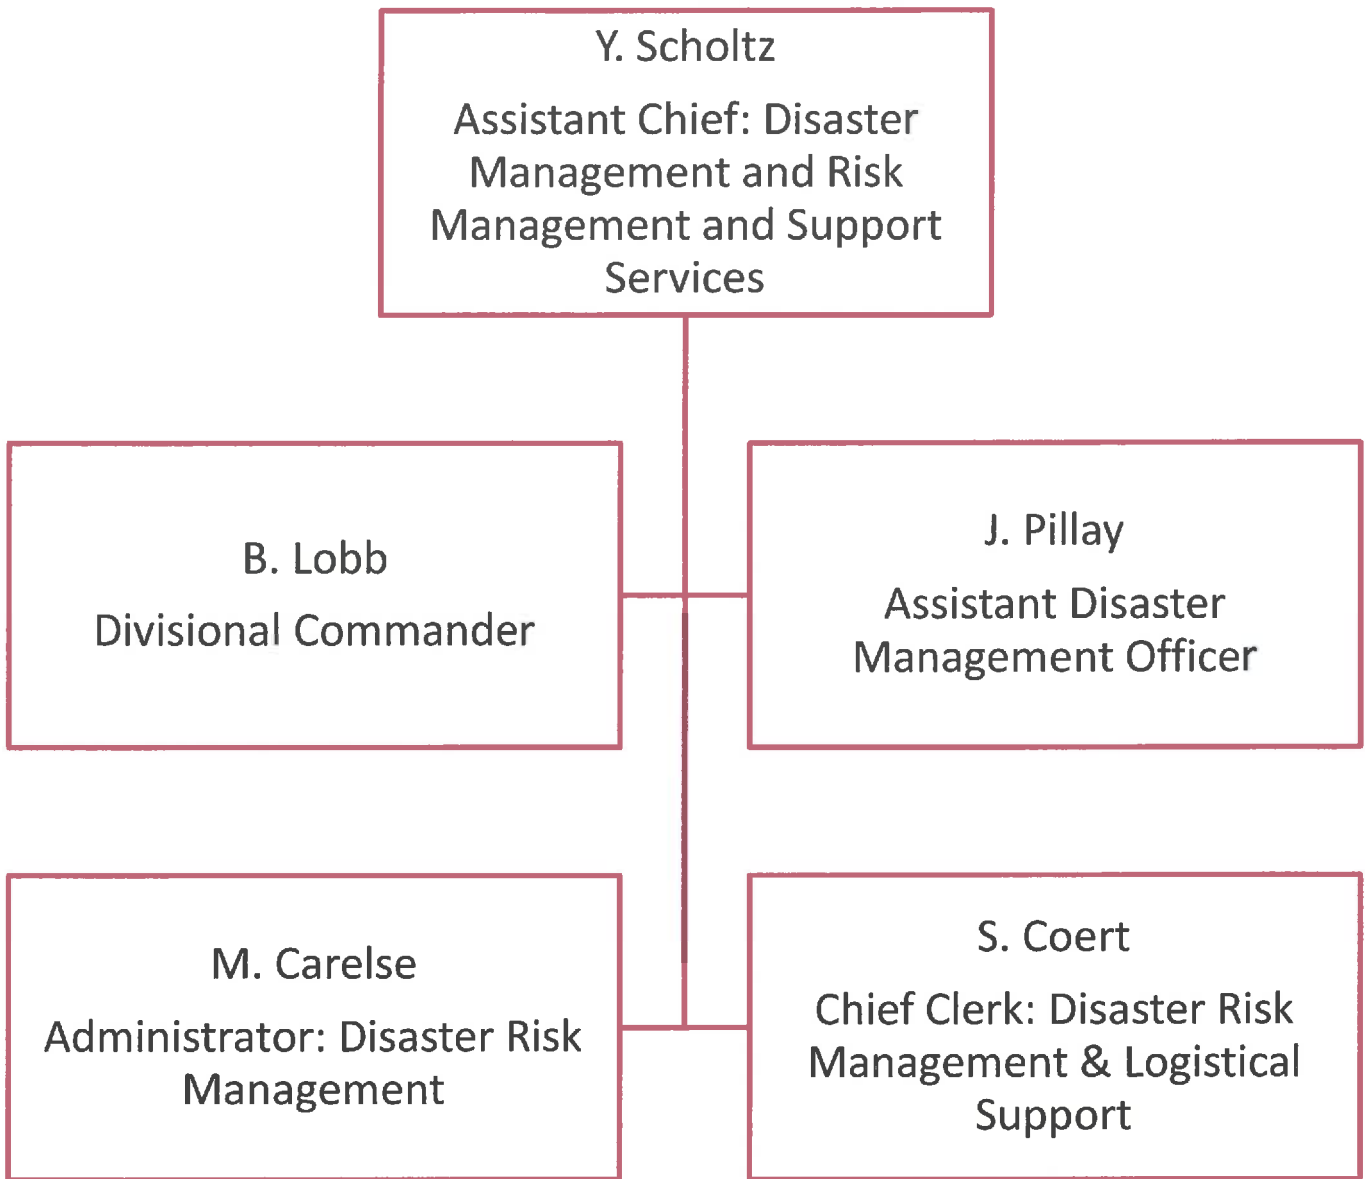 Y. Scholtz
Assistant Chief: Disaster
Management and Risk
Management and Support
Services
B. Lobb
Divisional Commander
J. Pillay
Assistant Disaster
Management Officer
M. Carelse
Administrator: Disaster Risk
Management
S. Coert
Chief Clerk: Disaster Risk
Management & Logistical
Support